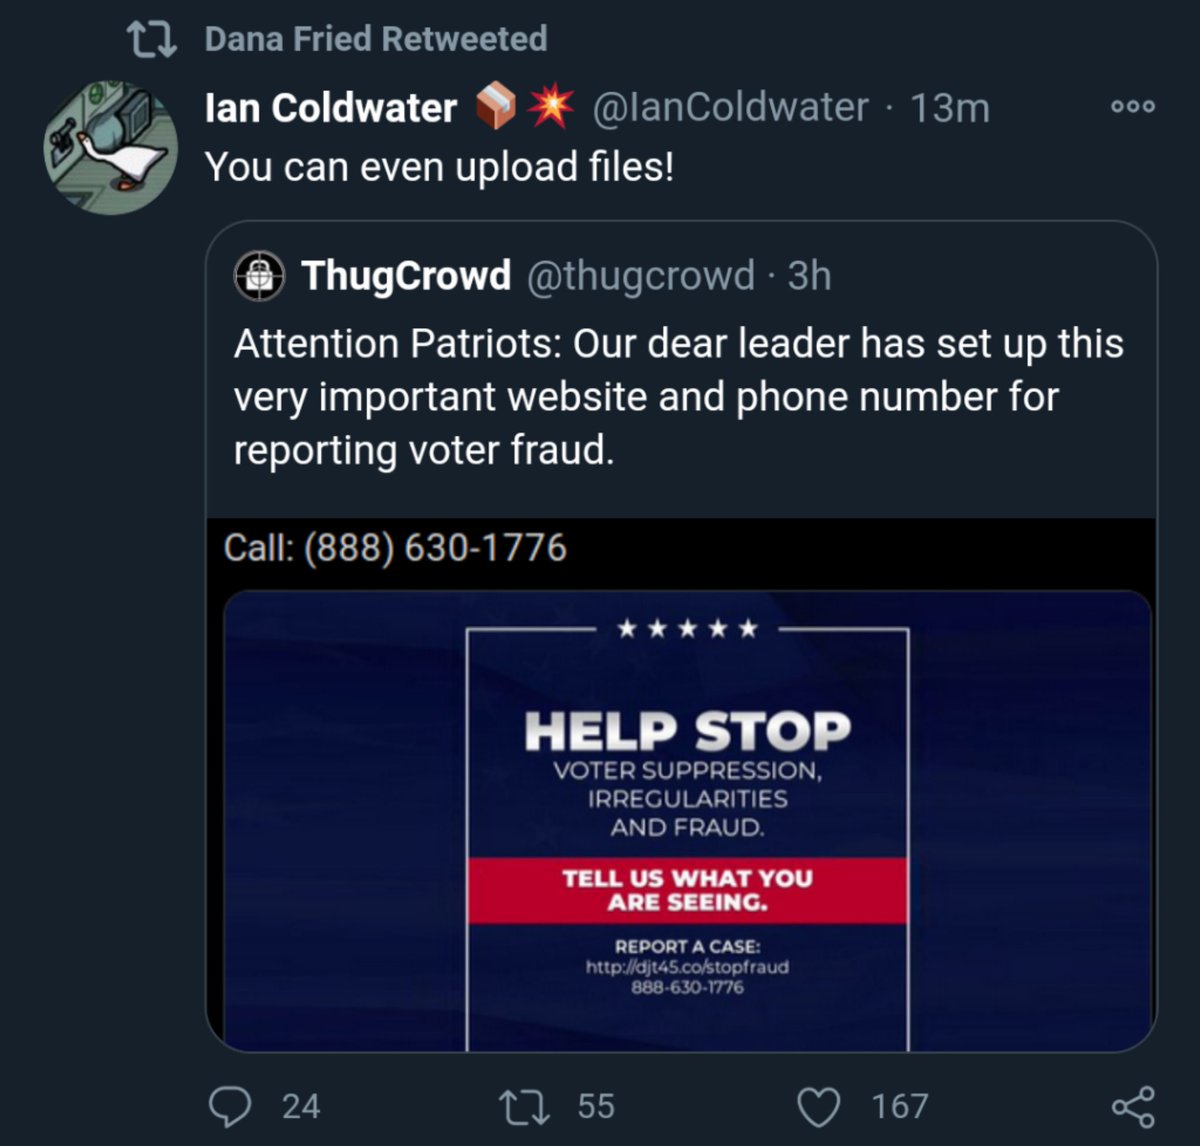 Dana Fried Retweeted
Ian Coldwater 📦💥 @IanColdwater · 13m
You can even upload files!
ThugCrowd @thugcrowd · 3h
Attention Patriots: Our dear leader has set up this
very important website and phone number for
reporting voter fraud.
Call: (888) 630-1776
★★★★★
HELP STOP
VOTER SUPPRESSION,
IRREGULARITIES
AND FRAUD.
TELL US WHAT YOU
ARE SEEING.
REPORT A CASE:
http://djt45.co/stopfraud
888-630-1776
24 55 167